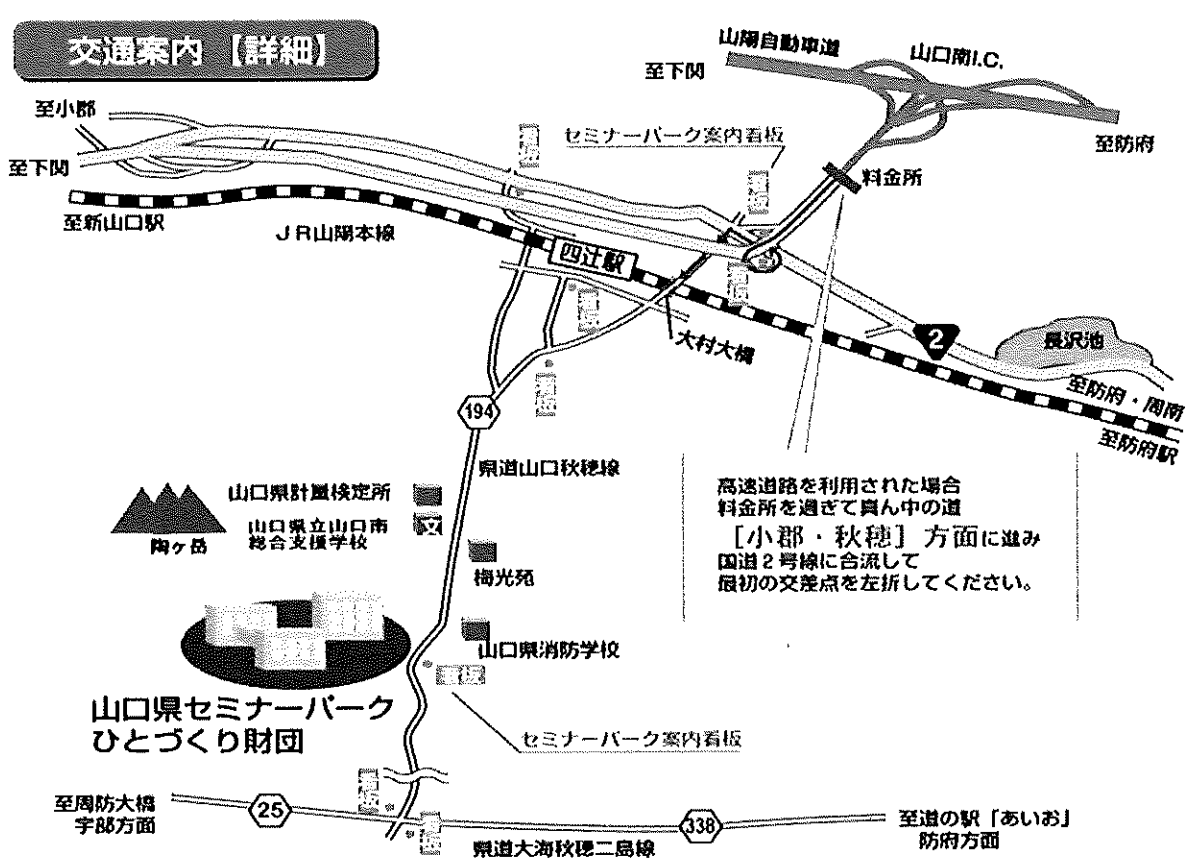 交通案内【詳細】
山陽自動車道
山口南I.C.
至下関
至防府
至小郡
至下関
セミナーパーク案内看板
料金所
至新山口駅
JR山陽本線
四辻駅
大村大橋
2
長沢池
至防府・周南
至防府駅
194
県道山口秋穂線
山口県計量検定所
山口県立山口南
総合支援学校
文
陶ヶ岳
梅光苑
高速道路を利用された場合
料金所を過ぎて真ん中の道
[小郡・秋穂] 方面に進み
国道2号線に合流して
最初の交差点を左折してください。
山口県消防学校
看板
山口県セミナーパーク
ひとづくり財団
セミナーパーク案内看板
至周防大橋
宇部方面
25
338
県道大海秋穂二島線
至道の駅「あいお」
防府方面